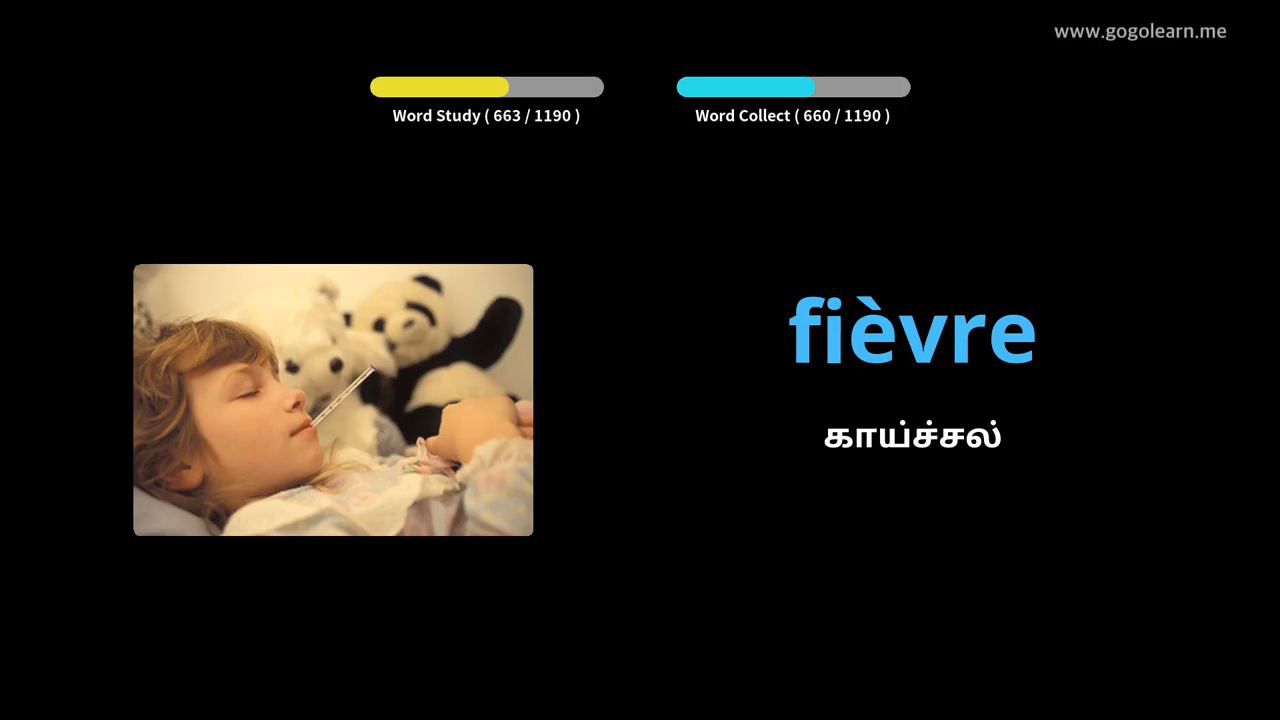 www.gogolearn.me
Word Study ( 663 / 1190 )
Word Collect ( 660 / 1190 )
fièvre
காய்ச்சல்